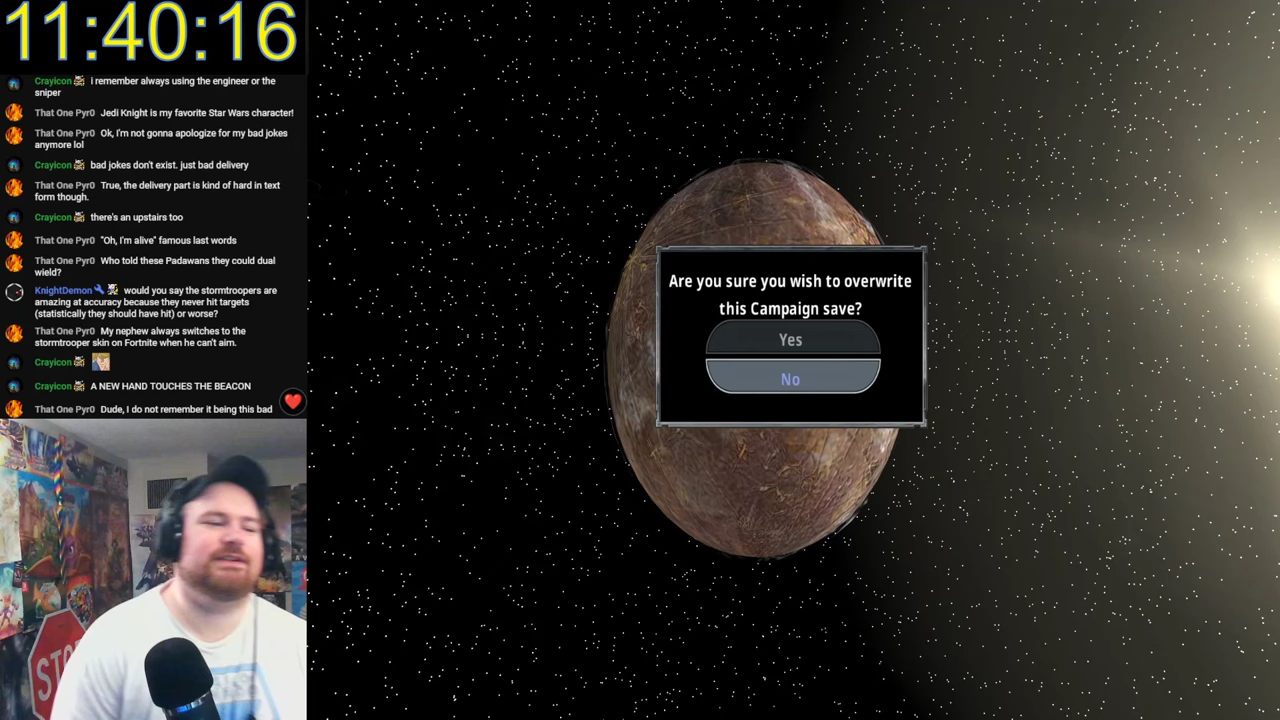 11:40:16
Crayicon i remember always using the engineer or the
sniper
That One Pyr0 Jedi Knight is my favorite Star Wars character!
That One Pyr0 Ok, I'm not gonna apologize for my bad jokes
anymore lol
Crayicon bad jokes don't exist. just bad delivery
That One Pyr0 True, the delivery part is kind of hard in text
form though.
Crayicon there's an upstairs too
That One Pyr0 "Oh, I'm alive" famous last words
That One Pyr0 Who told these Padawans they could dual
wield?
KnightDemon would you say the stormtroopers are
amazing at accuracy because they never hit targets
(statistically they should have hit) or worse?
That One Pyr0 My nephew always switches to the
stormtrooper skin on Fortnite when he can't aim.
Crayicon
Crayicon A NEW HAND TOUCHES THE BEACON
That One Pyr0 Dude, I do not remember it being this bad
Are you sure you wish to overwrite
this Campaign save?
Yes
No